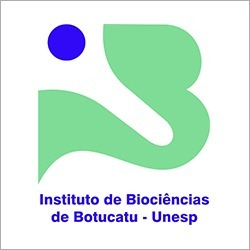 Instituto de Biociências
de Botucatu - Unesp